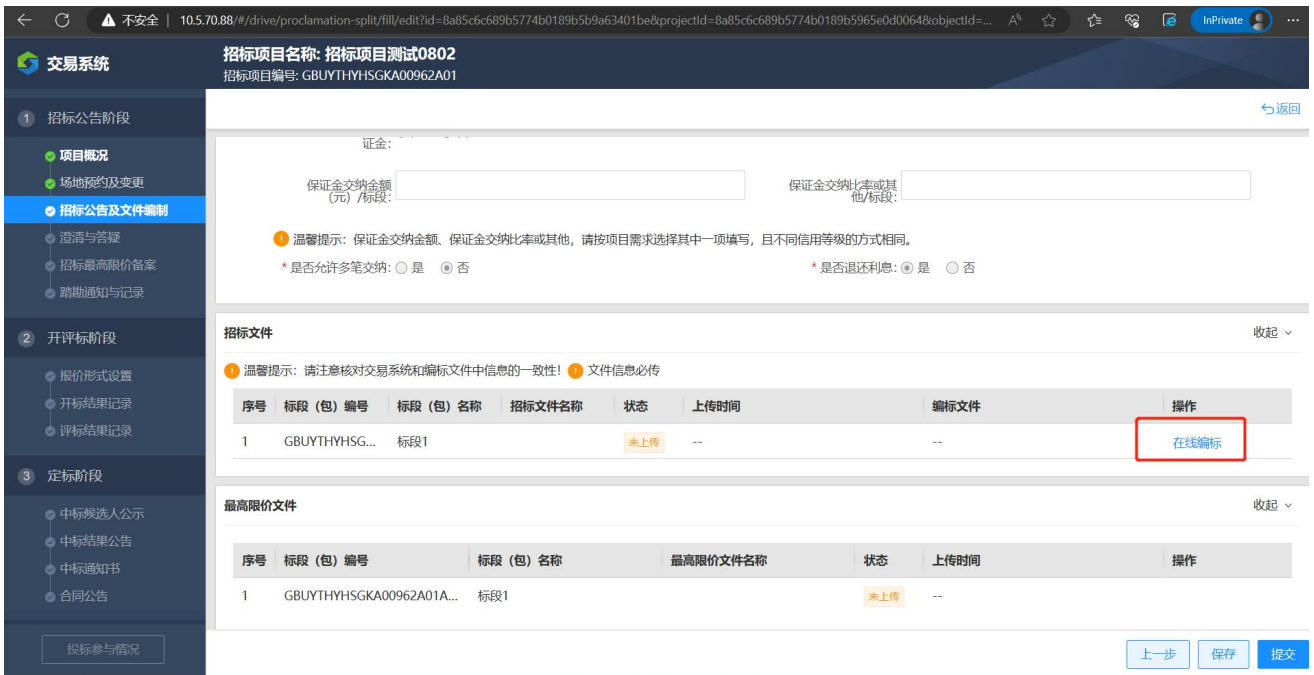 不安全 | 10.5.70.88/#/drive/proclamation-split/fill/edit?id=8a85c6c689b5774b0189b5b9a63401be&projectId=8a85c6c689b5774b0189b5965e0d0064&objectId=... InPrivate
交易系统
招标项目名称: 招标项目测试0802
招标项目编号: GBUYTHYHSGKA00962A01
1 招标公告阶段
项目概况
场地预约及变更
招标公告及文件编制
澄清与答疑
招标最高限价备案
踏勘通知与记录
2 开评标阶段
报价形式设置
开标结果记录
评标结果记录
3 定标阶段
中标候选人公示
中标结果公告
中标通知书
合同公告
投标参与情况
返回
证金:
保证金交纳金额
(元) /标段:
保证金交纳比率或其
他/标段:
温馨提示: 保证金交纳金额、保证金交纳比率或其他, 请按项目需求选择其中一项填写, 且不同信用等级的方式相同。
* 是否允许多笔交纳: 是 否 * 是否退还利息: 是 否
招标文件 收起
温馨提示: 请注意核对交易系统和编标文件中信息的一致性! 文件信息必传
序号 标段 (包) 编号 标段 (包) 名称 招标文件名称 状态 上传时间 编标文件 操作
1 GBUYTHYHSG... 标段1 未上传 -- -- 在线编标
最高限价文件 收起
序号 标段 (包) 编号 标段 (包) 名称 最高限价文件名称 状态 上传时间 操作
1 GBUYTHYHSGKA00962A01A... 标段1 未上传 --
上一步 保存 提交